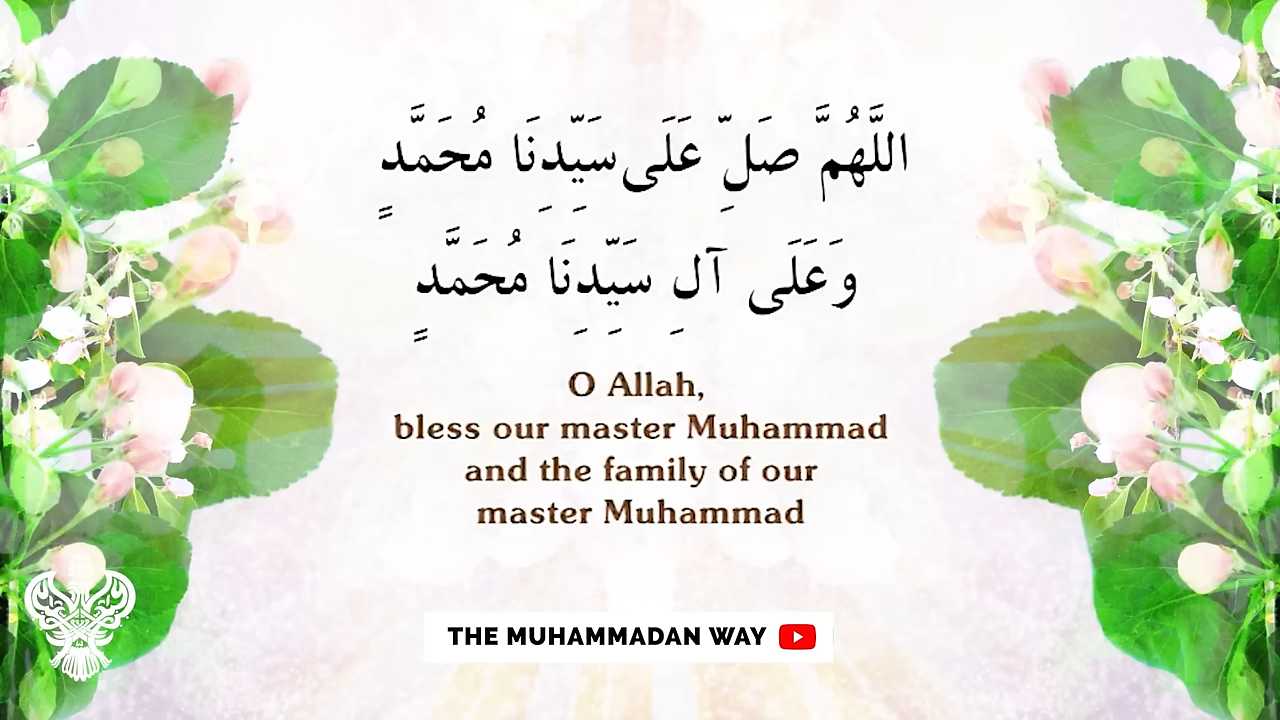 اللَّهُمَّ صَلِّ عَلَى سَيِّدِنَا مُحَمَّدٍ
وَعَلَى آلِ سَيِّدِنَا مُحَمَّدٍ
O Allah,
bless our master Muhammad
and the family of our
master Muhammad
THE MUHAMMADAN WAY